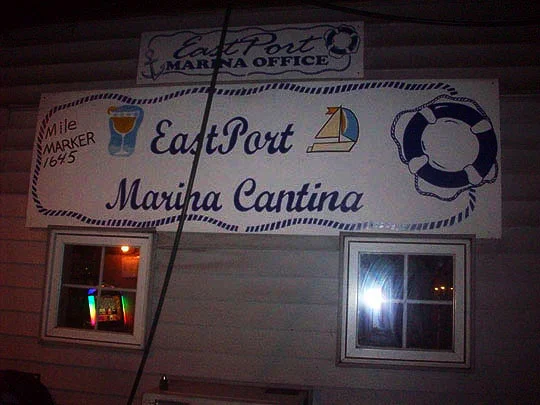 EastPort
MARINA OFFICE
Mile
MARKER
1645
EastPort
Marina Cantina